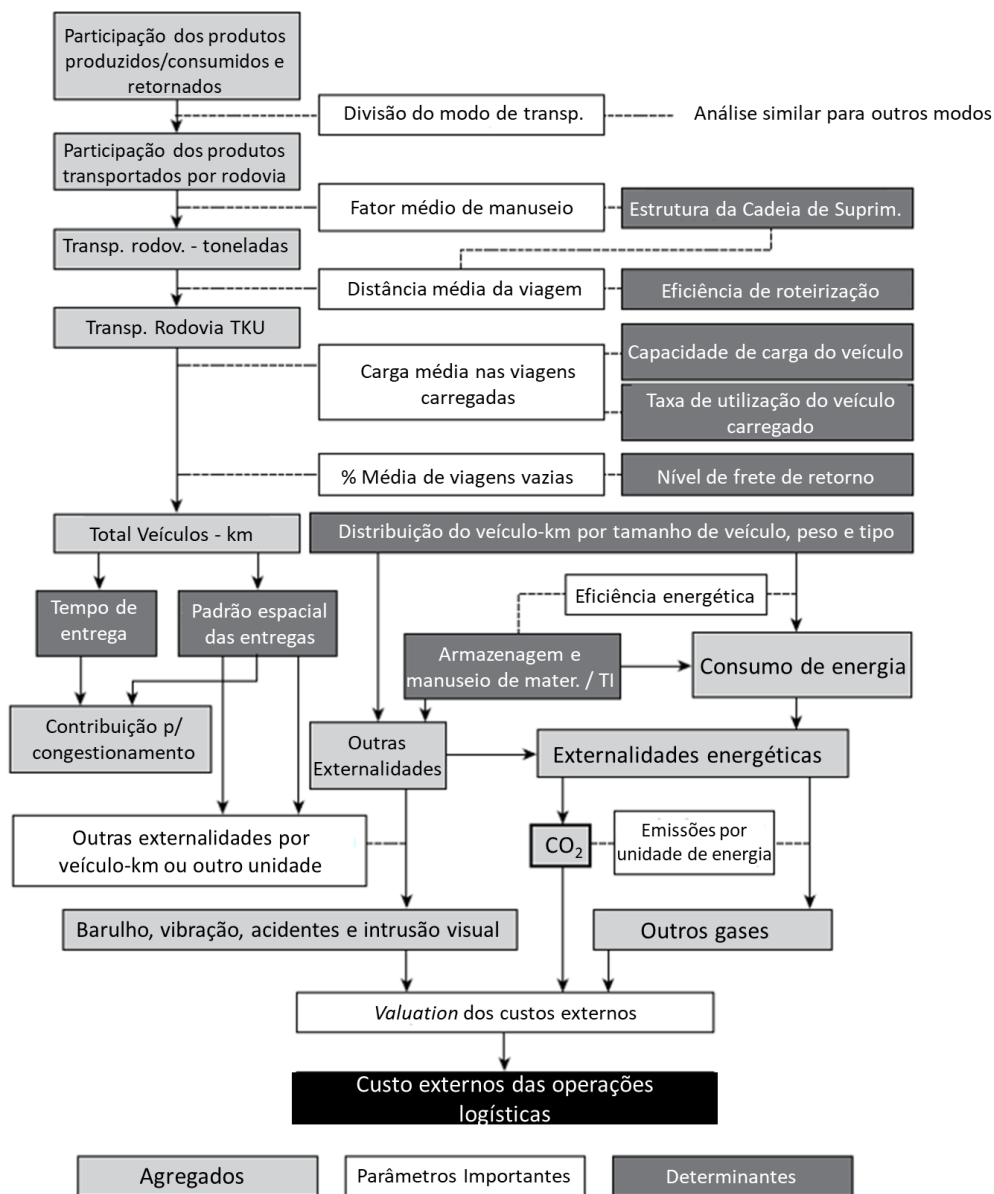 Participação dos produtos
produzidos/consumidos e
retornados
Divisão do modo de transp.
Análise similar para outros modos
Participação dos produtos
transportados por rodovia
Fator médio de manuseio
Estrutura da Cadeia de Suprim.
Transp. rodov. - toneladas
Distância média da viagem
Eficiência de roteirização
Transp. Rodovia TKU
Carga média nas viagens
carregadas
Capacidade de carga do veículo
Taxa de utilização do veículo
carregado
% Média de viagens vazias
Nível de frete de retorno
Total Veículos - km
Distribuição do veículo-km por tamanho de veículo, peso e tipo
Tempo de
entrega
Padrão espacial
das entregas
Eficiência energética
Armazenagem e
manuseio de mater. / TI
Consumo de energia
Contribuição p/
congestionamento
Outras
Externalidades
Externalidades energéticas
Outras externalidades por
veículo-km ou outro unidade
CO₂
Emissões por
unidade de energia
Barulho, vibração, acidentes e intrusão visual
Outros gases
Valuation dos custos externos
Custo externos das operações
logísticas
Agregados
Parâmetros Importantes
Determinantes